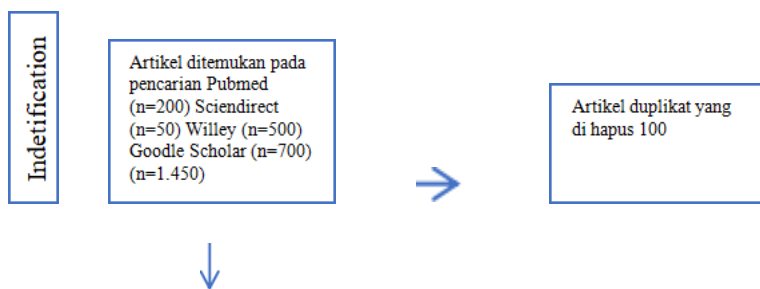 Indetification
Artikel ditemukan pada
pencarian Pubmed
(n=200) Sciendirect
(n=50) Willey (n=500)
Goodle Scholar (n=700)
(n=1.450)
Artikel duplikat yang
di hapus 100